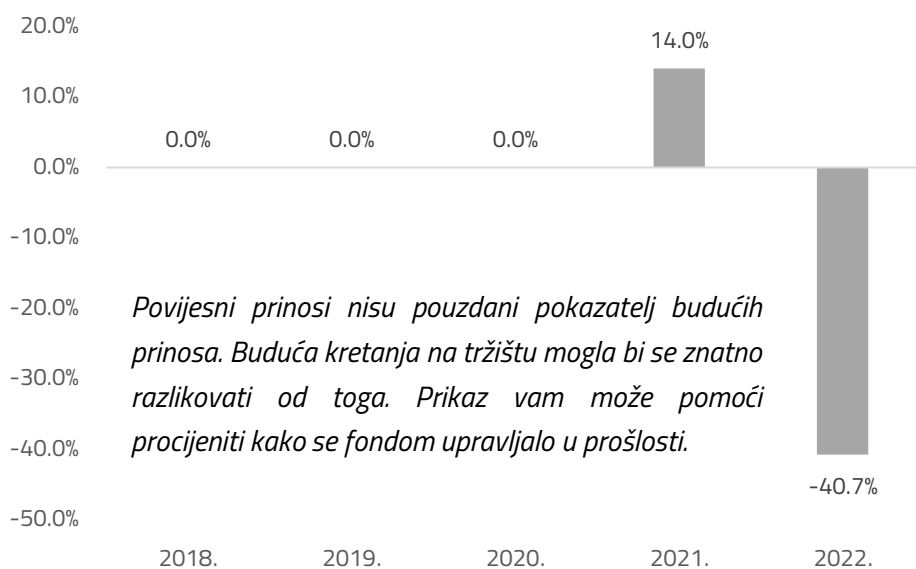 20.0%
14.0%
10.0%
0.0% 0.0% 0.0%
0.0%
-10.0%
-20.0%
Povijesni prinosi nisu pouzdani pokazatelj budućih
prinosa. Buduća kretanja na tržištu mogla bi se znatno
-30.0%
razlikovati od toga. Prikaz vam može pomoći
procijeniti kako se fondom upravljalo u prošlosti.
-40.0%
-40.7%
-50.0%
2018. 2019. 2020. 2021. 2022.